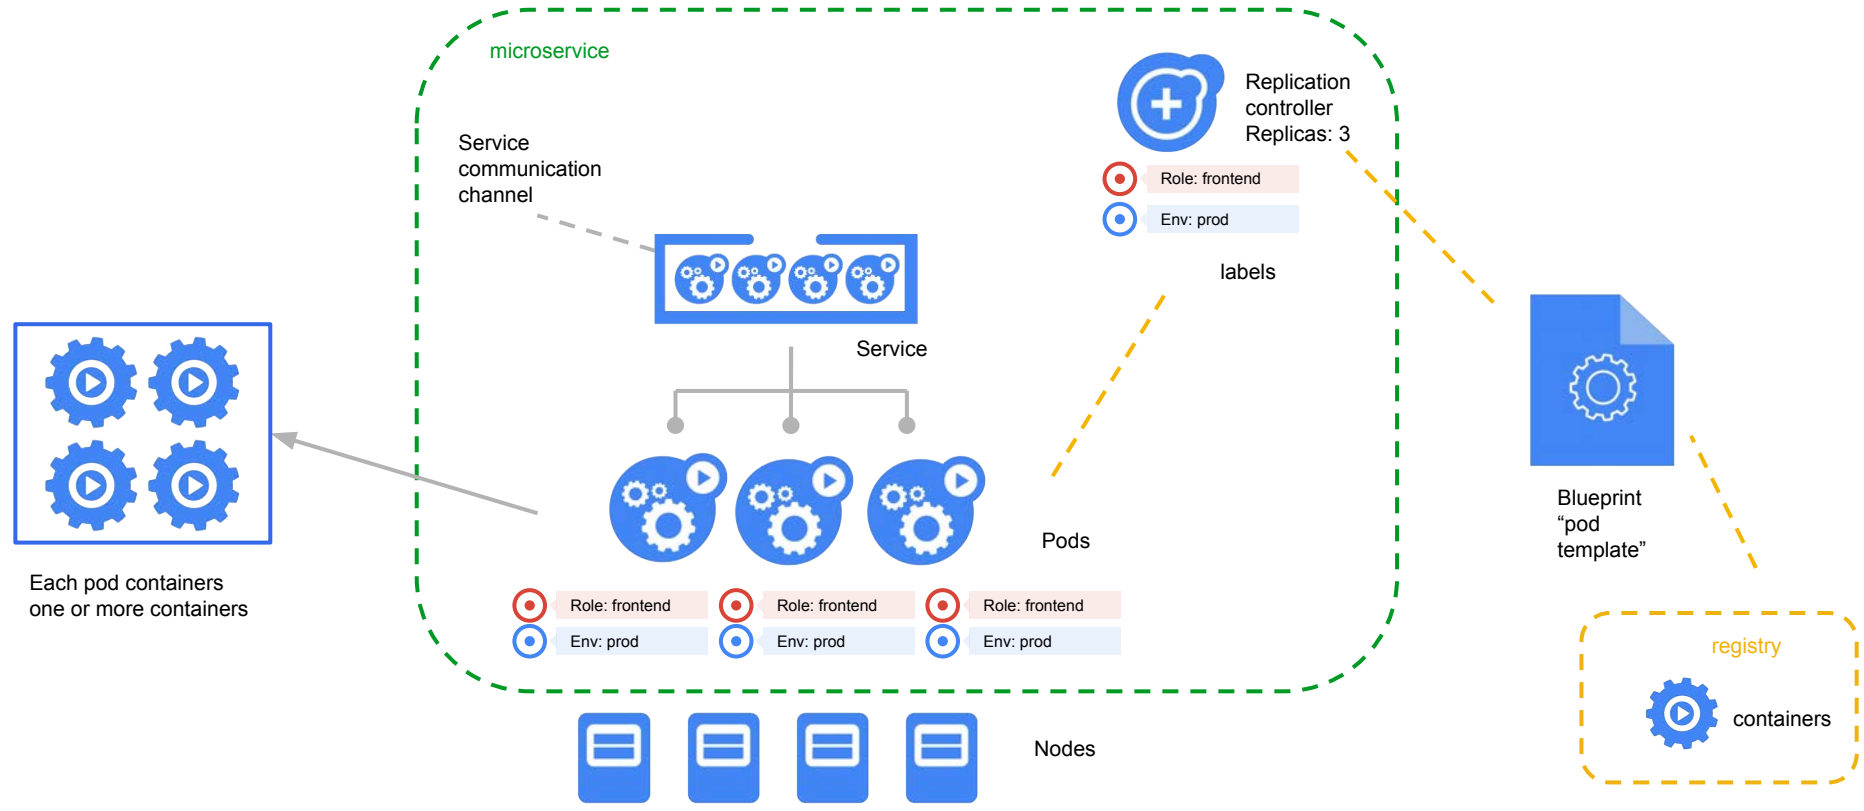 microservice
Replication
controller
Replicas: 3
Service
communication
channel
Role: frontend
Env: prod
labels
Service
Each pod containers
one or more containers
Pods
Blueprint
“pod
template”
Role: frontend
Role: frontend
Role: frontend
Env: prod
Env: prod
Env: prod
registry
containers
Nodes